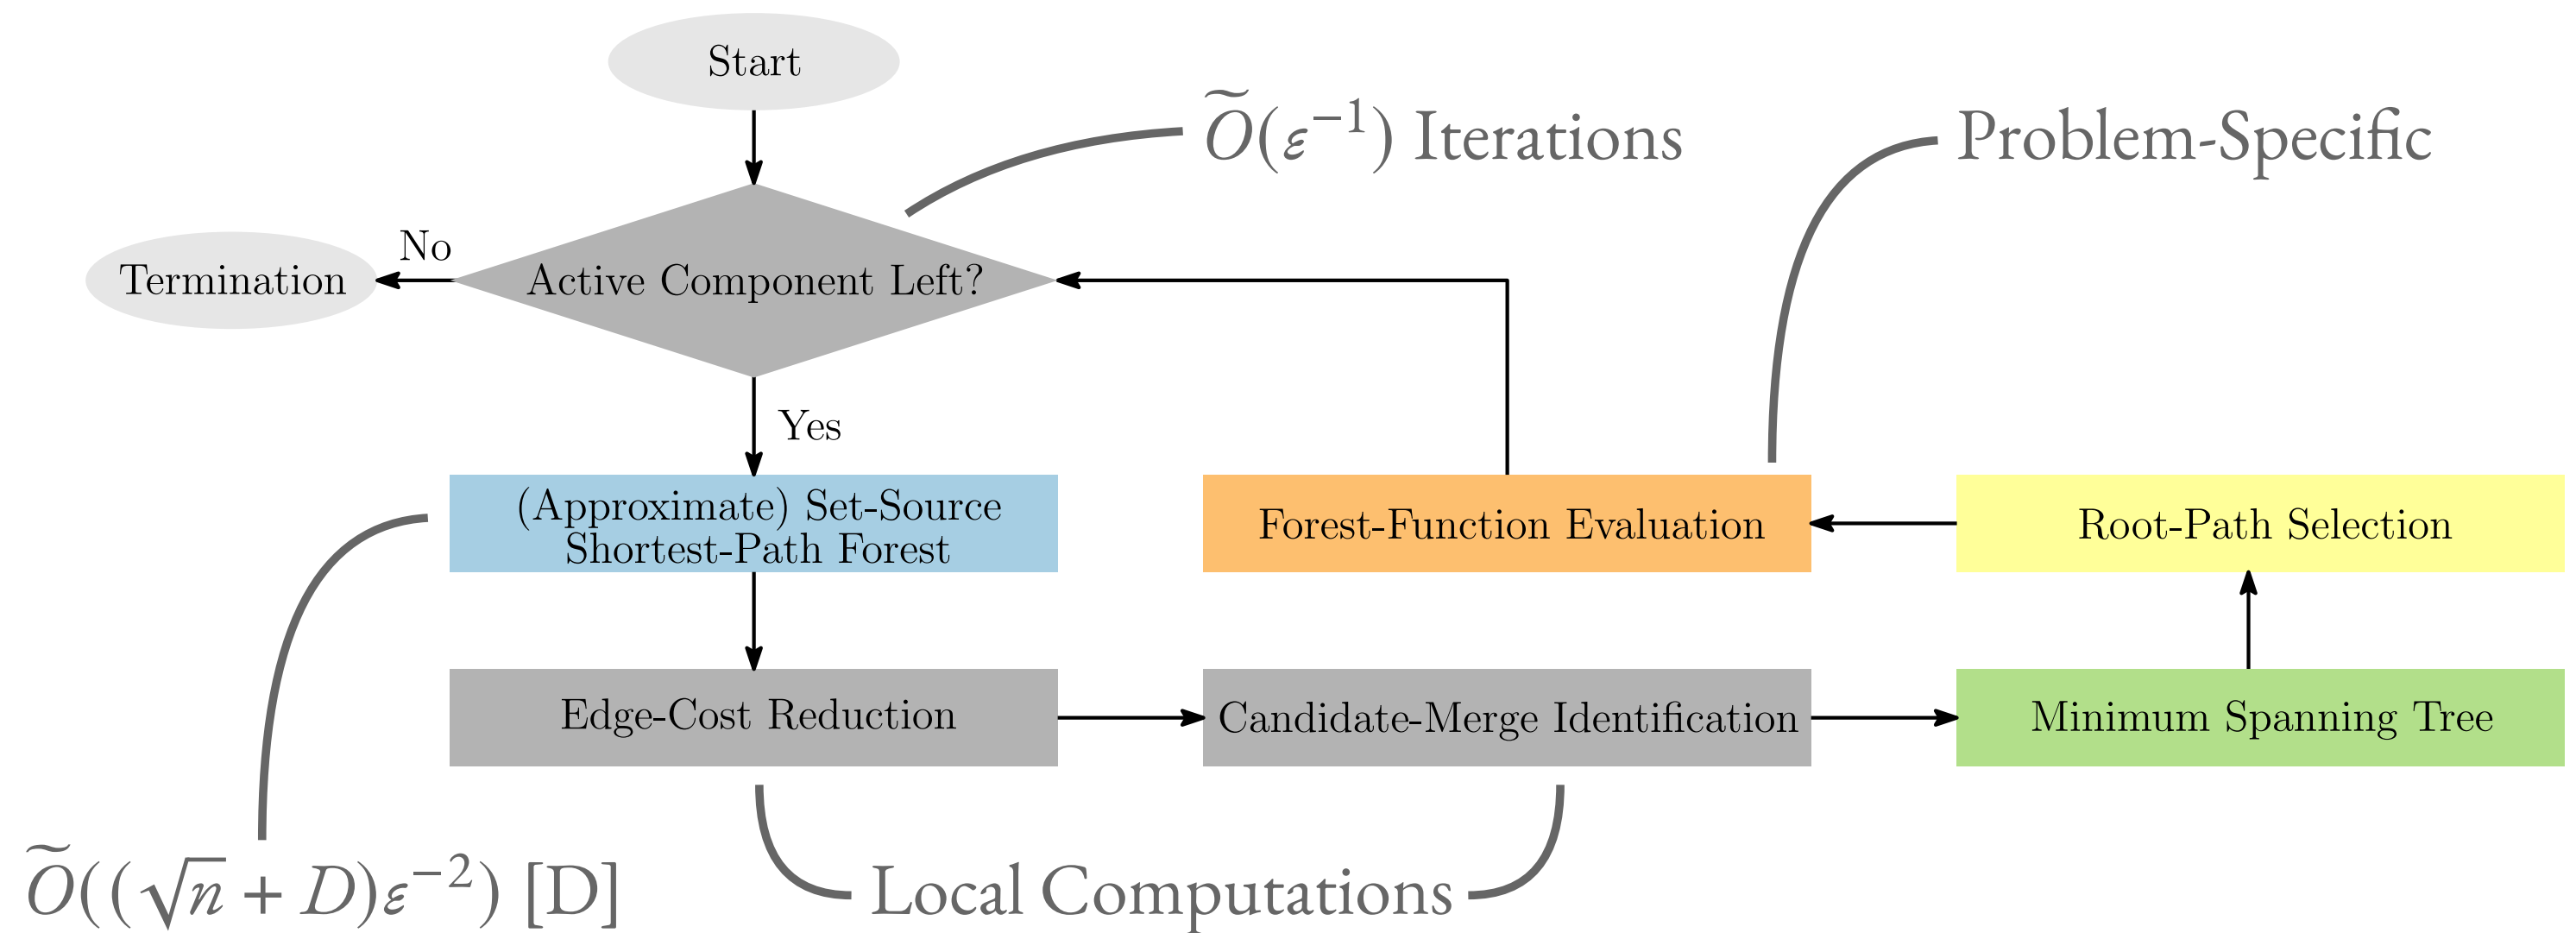 Start
Õ(ε⁻¹) Iterations
Problem-Specific
No
Termination
Active Component Left?
Yes
(Approximate) Set-Source
Shortest-Path Forest
Forest-Function Evaluation
Root-Path Selection
Edge-Cost Reduction
Candidate-Merge Identification
Minimum Spanning Tree
Õ((√n + D)ε⁻²) [D]
Local Computations